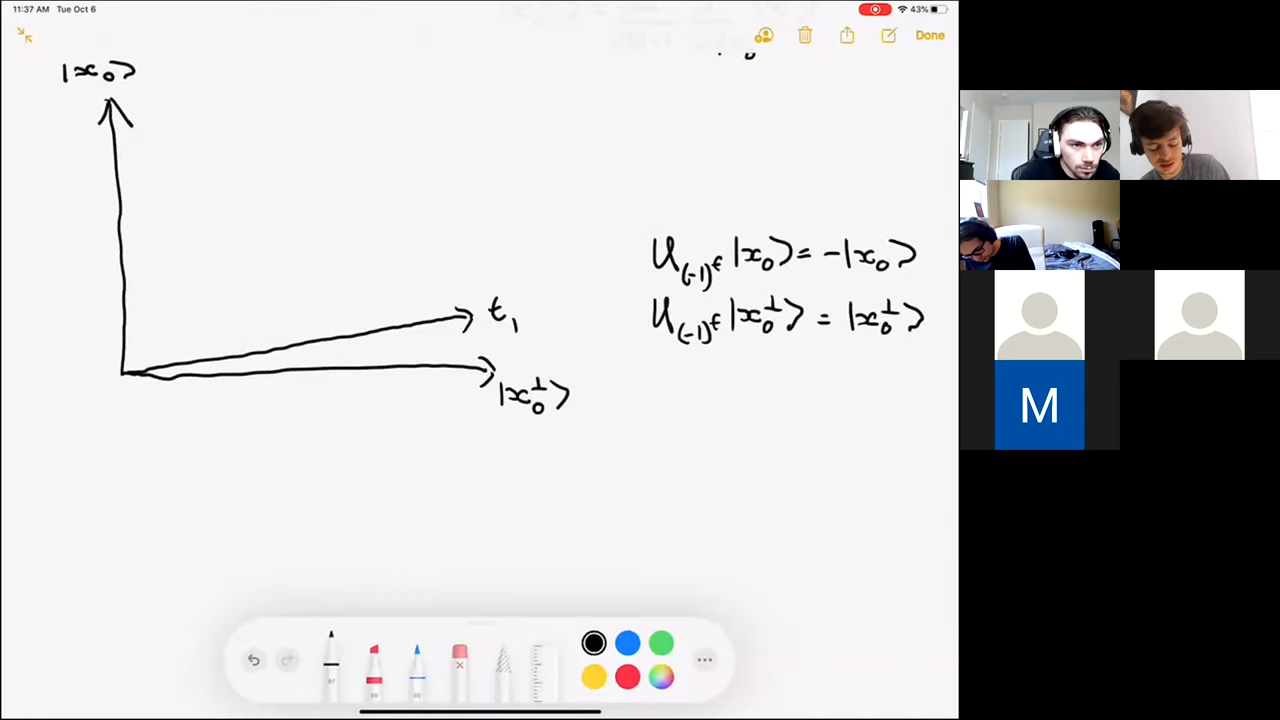 11:37 AM Tue Oct 6
43%
Done
|x₀⟩
U₍₋₁₎ᶠ |x₀⟩ = -|x₀⟩
U₍₋₁₎ᶠ |x₀^⊥⟩ = |x₀^⊥⟩
t₁
|x₀^⊥⟩
M